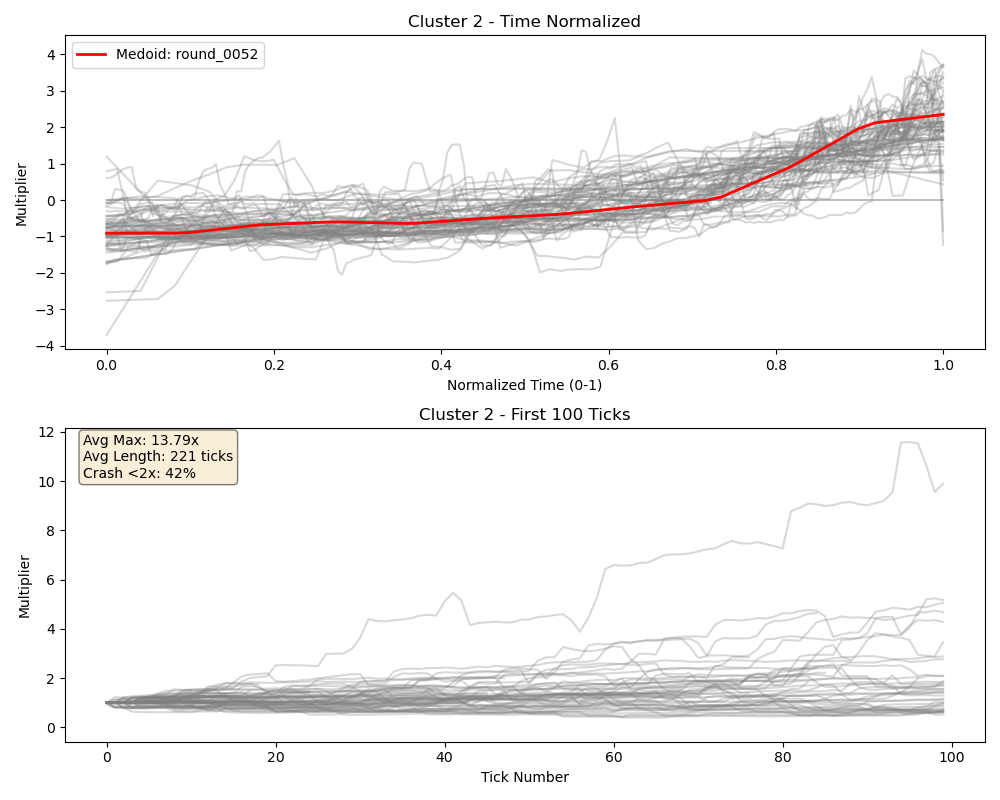 Cluster 2 - Time Normalized
Medoid: round_0052
Multiplier
4
3
2
1
0
−1
−2
−3
−4
0.0 0.2 0.4 0.6 0.8 1.0
Normalized Time (0-1)
Cluster 2 - First 100 Ticks
Avg Max: 13.79x
Avg Length: 221 ticks
Crash <2x: 42%
Multiplier
12
10
8
6
4
2
0
0 20 40 60 80 100
Tick Number